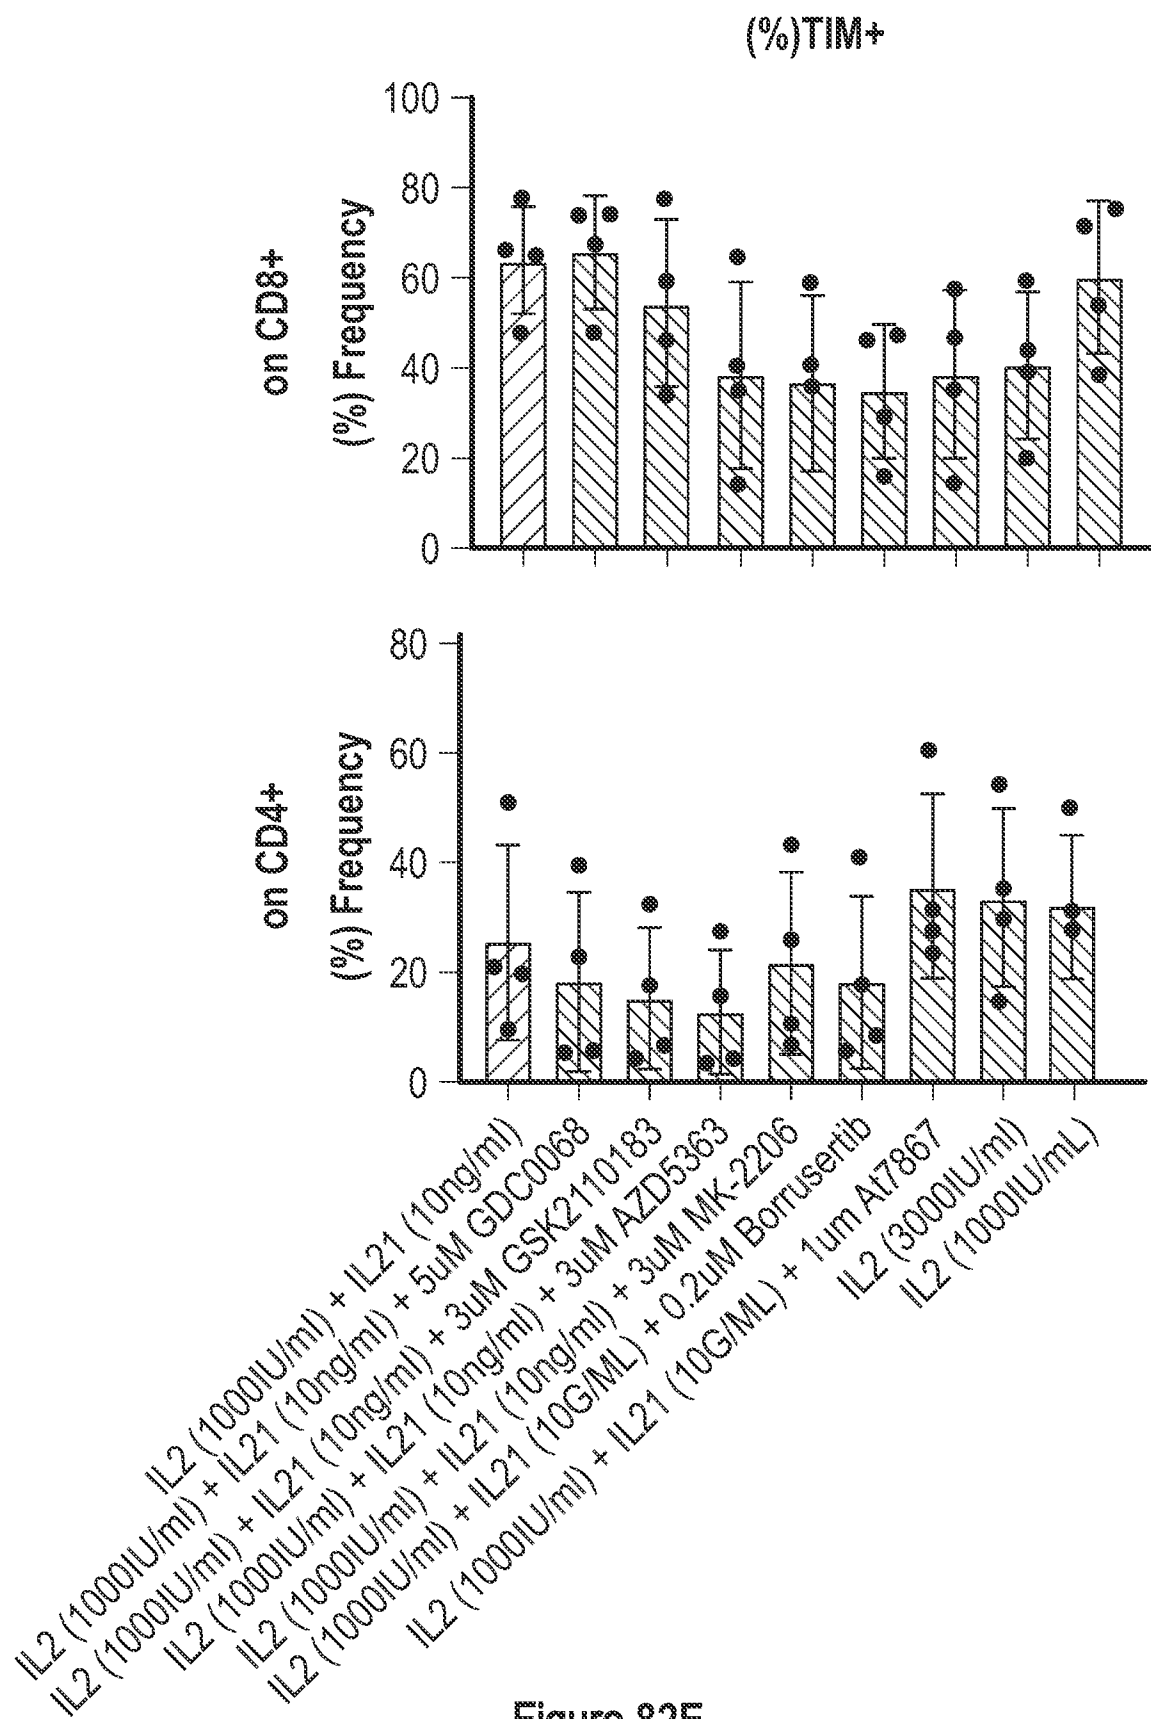 (%)TIM+
on CD8+
(%) Frequency
100
80
60
40
20
0
on CD4+
(%) Frequency
80
60
40
20
0
IL2 (1000IU/ml) + IL21 (10ng/ml)
IL2 (1000IU/ml) + IL21 (10ng/ml) + 5uM GDC0068
IL2 (1000IU/ml) + IL21 (10ng/ml) + 3uM GSK2110183
IL2 (1000IU/ml) + IL21 (10ng/ml) + 3uM AZD5363
IL2 (1000IU/ml) + IL21 (10ng/ml) + 3uM MK-2206
IL2 (1000IU/ml) + IL21 (10G/ML) + 0.2uM Borrusertib
IL2 (1000IU/ml) + IL21 (10G/ML) + 1um At7867
IL2 (3000IU/ml)
IL2 (1000IU/mL)